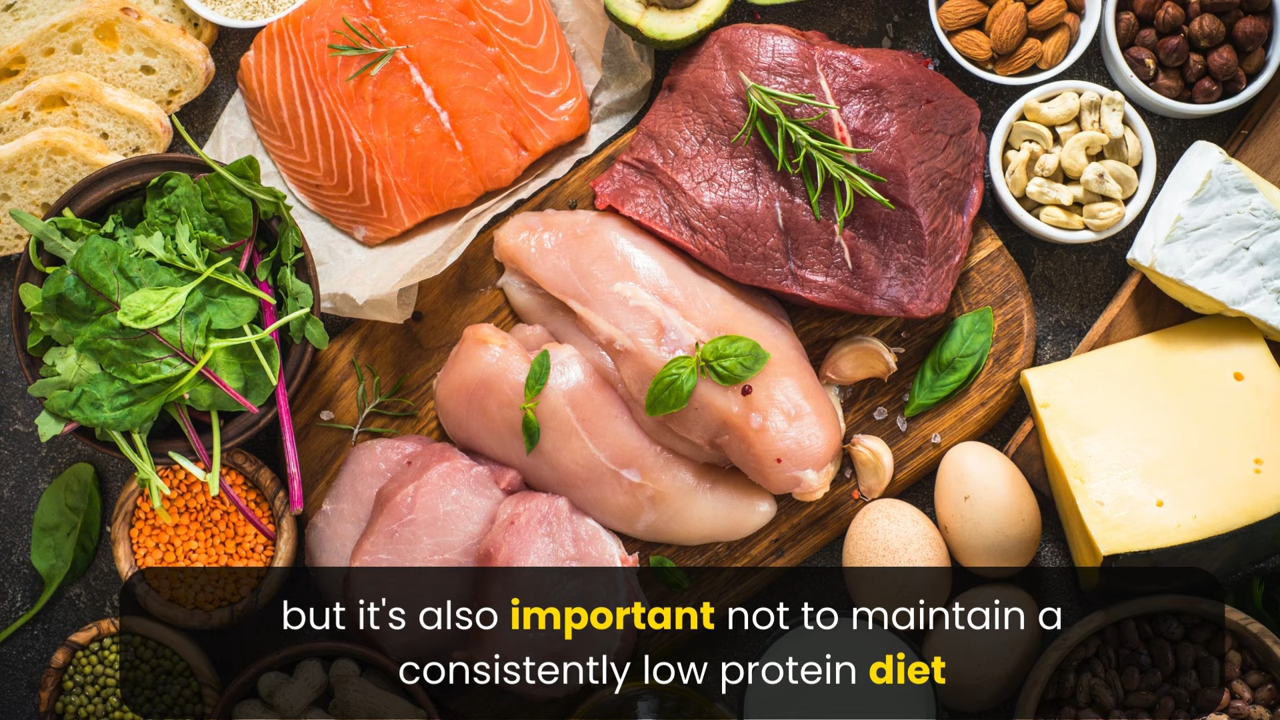 but it's also important not to maintain a
consistently low protein diet